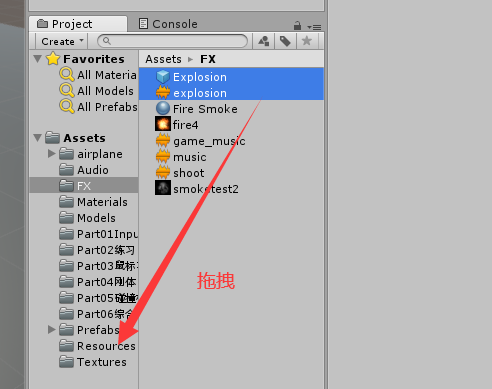 Project Console
Create
Favorites
All Materia
All Models
All Prefabs
Assets
airplane
Audio
FX
Materials
Models
Part01Inpu
Part02练习
Part03鼠标
Part04刚体
Part05碰撞
Part06综合
Prefabs
Resources
Textures
Assets ▸ FX
Explosion
explosion
Fire Smoke
fire4
game_music
music
shoot
smoketest2
拖拽